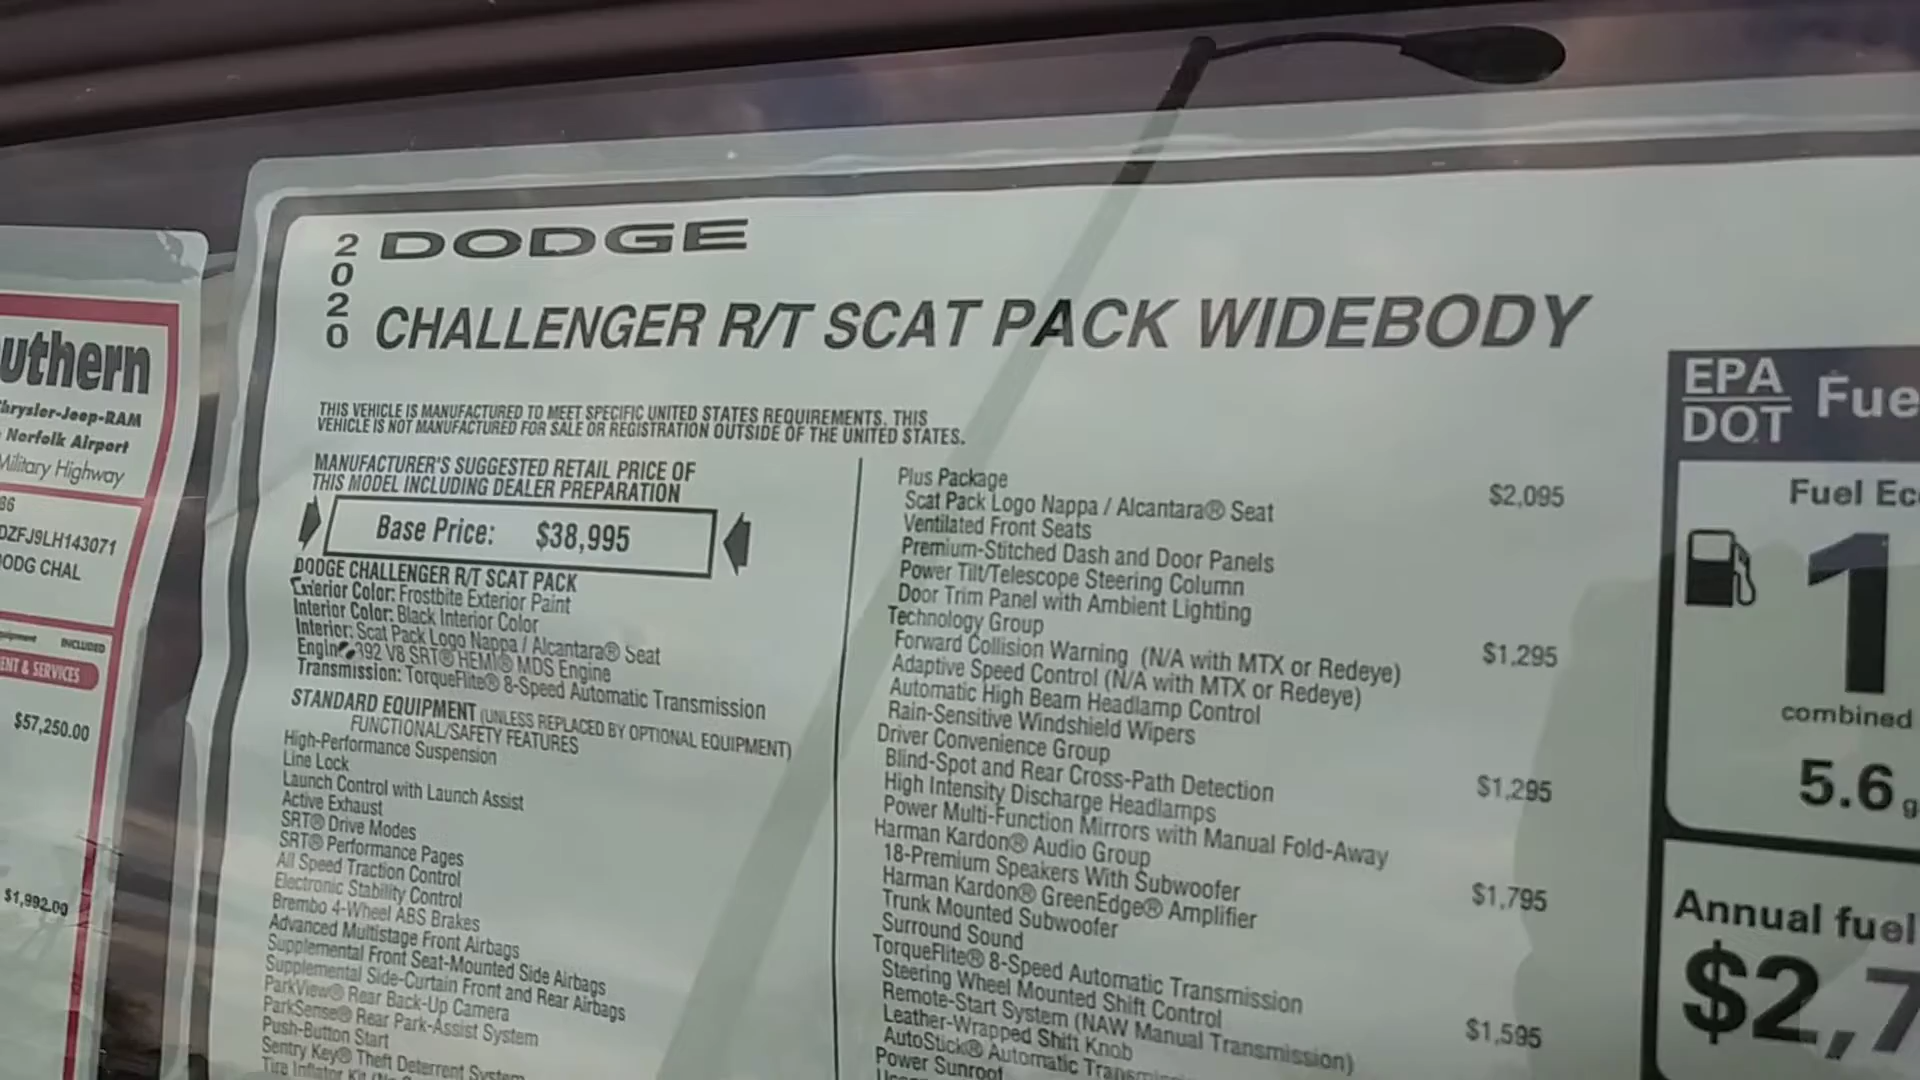 uthern
Chrysler-Jeep-RAM
Norfolk Airport
Military Highway
86
DZFJ9LH143071
ODG CHAL
INCLUDED
ENT & SERVICES
$57,250.00
$1,992.00
2020
DODGE
CHALLENGER R/T SCAT PACK WIDEBODY
THIS VEHICLE IS MANUFACTURED TO MEET SPECIFIC UNITED STATES REQUIREMENTS. THIS
VEHICLE IS NOT MANUFACTURED FOR SALE OR REGISTRATION OUTSIDE OF THE UNITED STATES.
MANUFACTURER'S SUGGESTED RETAIL PRICE OF
THIS MODEL INCLUDING DEALER PREPARATION
Base Price: $38,995
DODGE CHALLENGER R/T SCAT PACK
Exterior Color: Frostbite Exterior Paint
Interior Color: Black Interior Color
Interior: Scat Pack Logo Nappa / Alcantara® Seat
Engine: 392 V8 SRT® HEMI® MDS Engine
Transmission: TorqueFlite® 8-Speed Automatic Transmission
STANDARD EQUIPMENT (UNLESS REPLACED BY OPTIONAL EQUIPMENT)
FUNCTIONAL/SAFETY FEATURES
High-Performance Suspension
Line Lock
Launch Control with Launch Assist
Active Exhaust
SRT® Drive Modes
SRT® Performance Pages
All Speed Traction Control
Electronic Stability Control
Brembo 4-Wheel ABS Brakes
Advanced Multistage Front Airbags
Supplemental Front Seat-Mounted Side Airbags
Supplemental Side-Curtain Front and Rear Airbags
ParkView® Rear Back-Up Camera
ParkSense® Rear Park-Assist System
Push-Button Start
Sentry Key® Theft Deterrent System
Tire Inflator Kit
Plus Package $2,095
Scat Pack Logo Nappa / Alcantara® Seat
Ventilated Front Seats
Premium-Stitched Dash and Door Panels
Power Tilt/Telescope Steering Column
Door Trim Panel with Ambient Lighting
Technology Group $1,295
Forward Collision Warning (N/A with MTX or Redeye)
Adaptive Speed Control (N/A with MTX or Redeye)
Automatic High Beam Headlamp Control
Rain-Sensitive Windshield Wipers
Driver Convenience Group $1,295
Blind-Spot and Rear Cross-Path Detection
High Intensity Discharge Headlamps
Power Multi-Function Mirrors with Manual Fold-Away
Harman Kardon® Audio Group $1,795
18-Premium Speakers With Subwoofer
Harman Kardon® GreenEdge® Amplifier
Trunk Mounted Subwoofer
Surround Sound
TorqueFlite® 8-Speed Automatic Transmission $1,595
Steering Wheel Mounted Shift Control
Remote-Start System (NAW Manual Transmission)
Leather-Wrapped Shift Knob
AutoStick® Automatic
Power Sunroof
EPA
DOT
Fue
Fuel Ec
1
combined
5.6 g
Annual fuel
$2,7